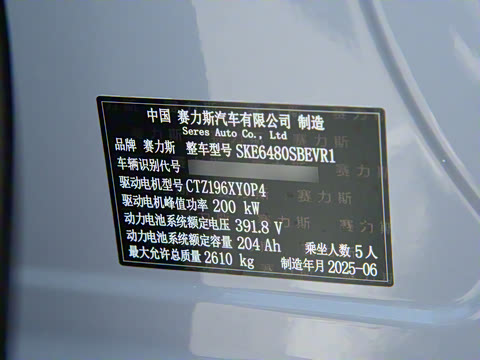 中国 赛力斯汽车有限公司 制造
Seres Auto Co., Ltd
品牌 赛力斯 整车型号 SKE6480SBEVR1
车辆识别代号
驱动电机型号 CTZ196XY0P4
驱动电机峰值功率 200 kW
动力电池系统额定电压 391.8 V
动力电池系统额定容量 204 Ah 乘坐人数 5 人
最大允许总质量 2610 kg 制造年月 2025-06